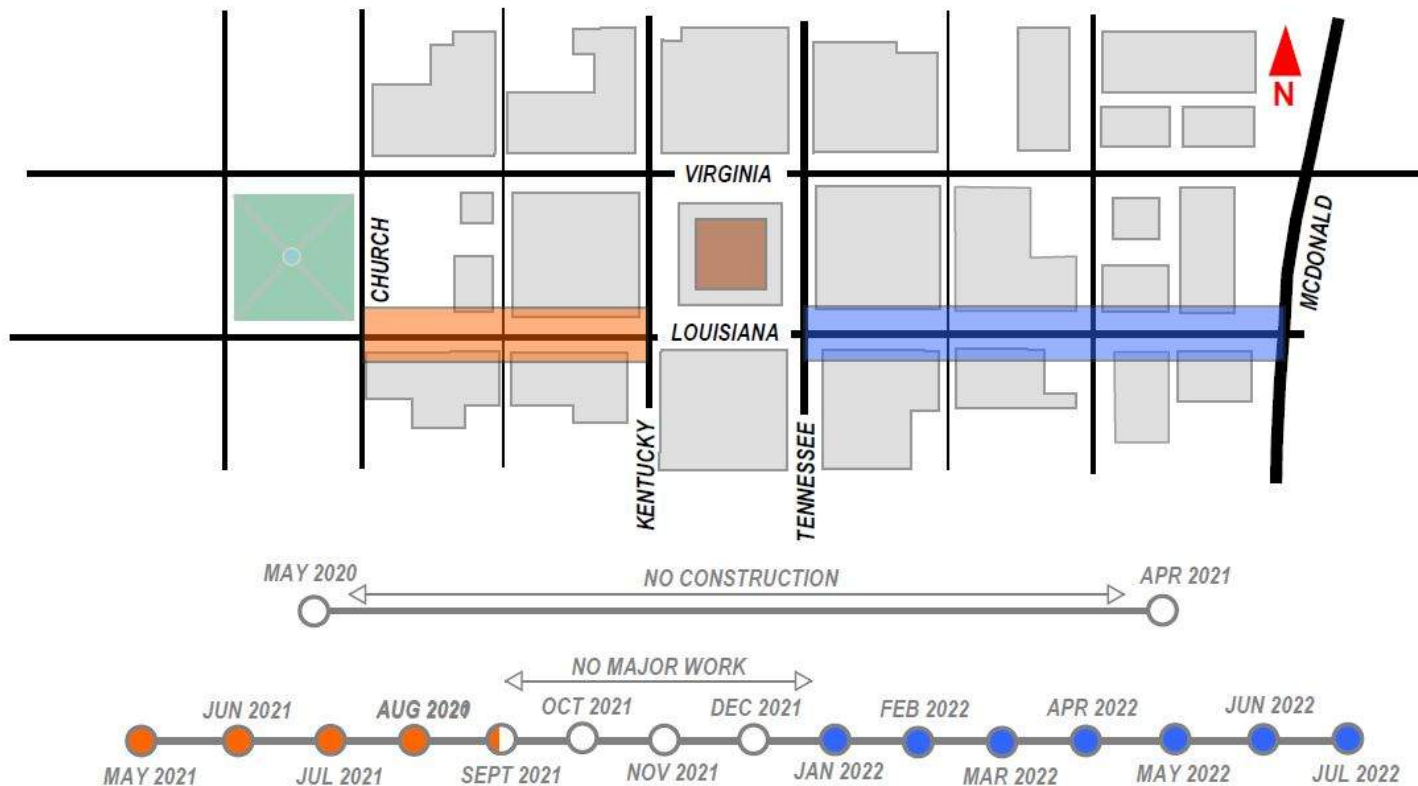 N
VIRGINIA
CHURCH
MCDONALD
LOUISIANA
KENTUCKY
TENNESSEE
MAY 2020
NO CONSTRUCTION
APR 2021
NO MAJOR WORK
JUN 2021
OCT 2021
DEC 2021
FEB 2022
APR 2022
JUN 2022
MAY 2021
JUL 2021
SEPT 2021
NOV 2021
JAN 2022
MAR 2022
MAY 2022
JUL 2022